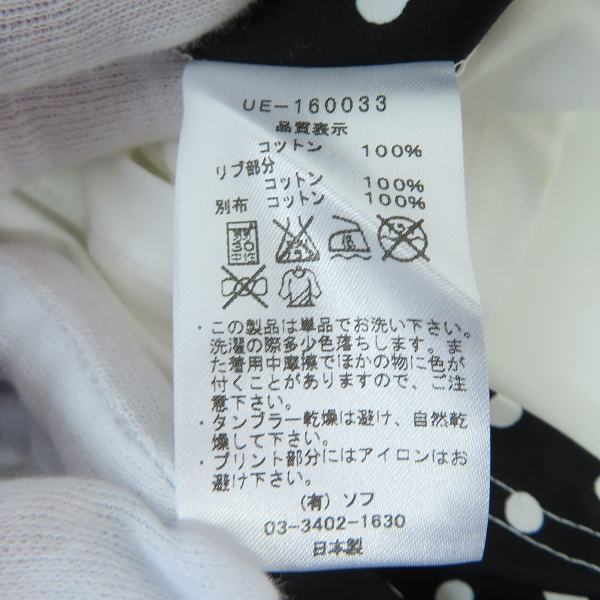 UE-160033
品質表示
コットン 100%
リブ部分
コットン 100%
別布 コットン 100%
・この製品は単品でお洗い下さい。
洗濯の際多少色落ちします。ま
た着用中摩擦でほかの物に色が
付くことがありますので、ご注
意下さい。
・タンブラー乾燥は避け、自然乾
燥して下さい。
・プリント部分にはアイロンはお
避け下さい。
(有) ソフ
03-3402-1630
日本製